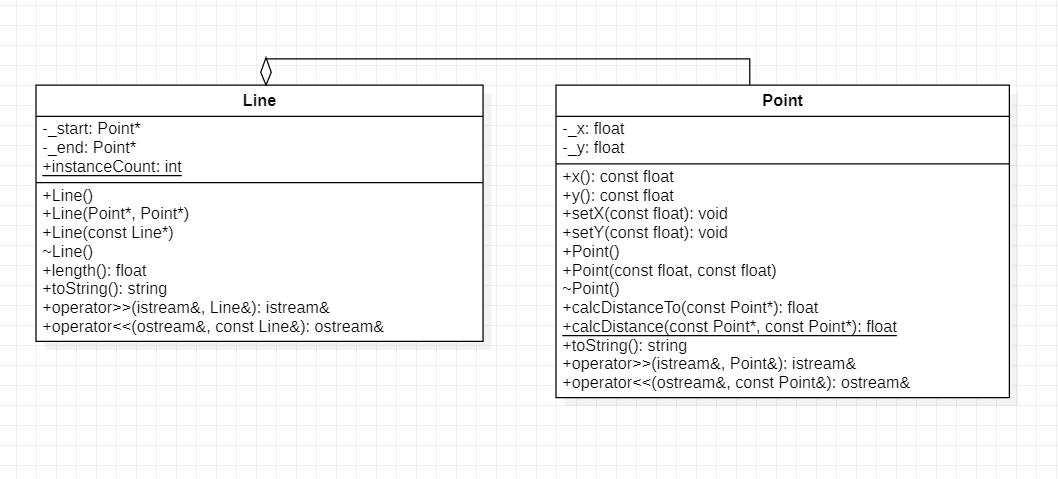 Line
-_start: Point*
-_end: Point*
+instanceCount: int
+Line()
+Line(Point*, Point*)
+Line(const Line*)
~Line()
+length(): float
+toString(): string
+operator>>(istream&, Line&): istream&
+operator<<(ostream&, const Line&): ostream&
Point
-_x: float
-_y: float
+x(): const float
+y(): const float
+setX(const float): void
+setY(const float): void
+Point()
+Point(const float, const float)
~Point()
+calcDistanceTo(const Point*): float
+calcDistance(const Point*, const Point*): float
+toString(): string
+operator>>(istream&, Point&): istream&
+operator<<(ostream&, const Point&): ostream&